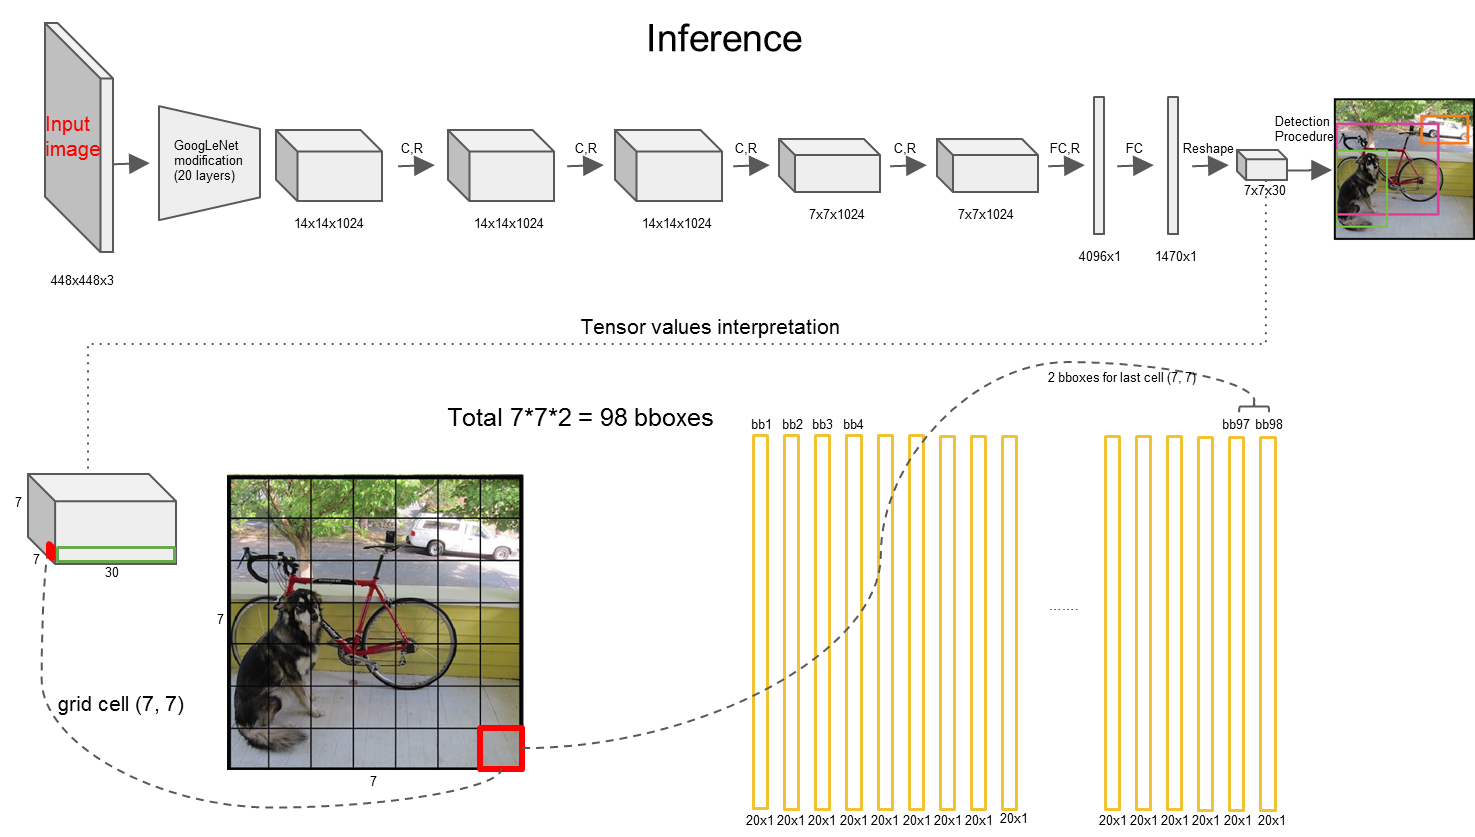 Inference
Input
image
GoogLeNet
modification
(20 layers)
C,R
C,R
C,R
C,R
FC,R
FC
Reshape
Detection
Procedure
448x448x3
14x14x1024
14x14x1024
14x14x1024
7x7x1024
7x7x1024
4096x1
1470x1
7x7x30
Tensor values interpretation
2 bboxes for last cell (7, 7)
Total 7*7*2 = 98 bboxes
bb1 bb2 bb3 bb4 bb97 bb98
7
7
30
7
7
grid cell (7, 7)
.......
20x1 20x1 20x1 20x1 20x1 20x1 20x1 20x1 20x1 20x1 20x1 20x1 20x1 20x1 20x1